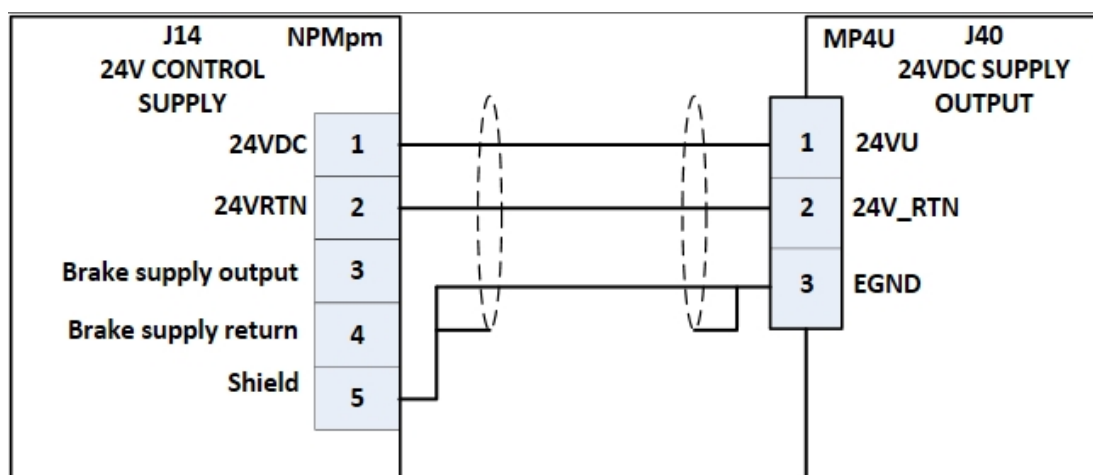 J14
NPMpm
24V CONTROL
SUPPLY
24VDC
1
24VRTN
2
Brake supply output
3
Brake supply return
4
Shield
5
MP4U
J40
24VDC SUPPLY
OUTPUT
1
24VU
2
24V_RTN
3
EGND